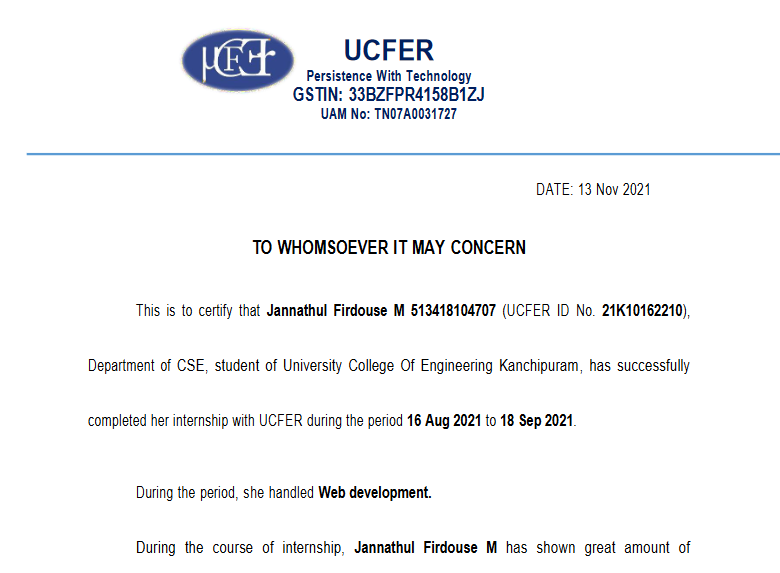 µCFER
UCFER
Persistence With Technology
GSTIN: 33BZFPR4158B1ZJ
UAM No: TN07A0031727
DATE: 13 Nov 2021
TO WHOMSOEVER IT MAY CONCERN
This is to certify that Jannathul Firdouse M 513418104707 (UCFER ID No. 21K10162210),
Department of CSE, student of University College Of Engineering Kanchipuram, has successfully
completed her internship with UCFER during the period 16 Aug 2021 to 18 Sep 2021.
During the period, she handled Web development.
During the course of internship, Jannathul Firdouse M has shown great amount of